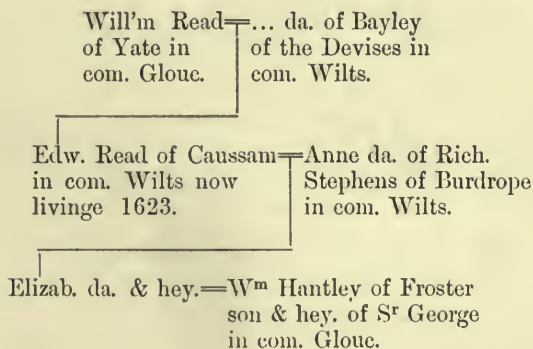 Will'm Read=... da. of Bayley
of Yate in of the Devises in
com. Glouc. com. Wilts.
Edw. Read of Caussam=Anne da. of Rich.
in com. Wilts now Stephens of Burdrope
livinge 1623. in com. Wilts.
Elizab. da. & hey.=Wᵐ Hantley of Froster
son & hey. of Sʳ George
in com. Glouc.